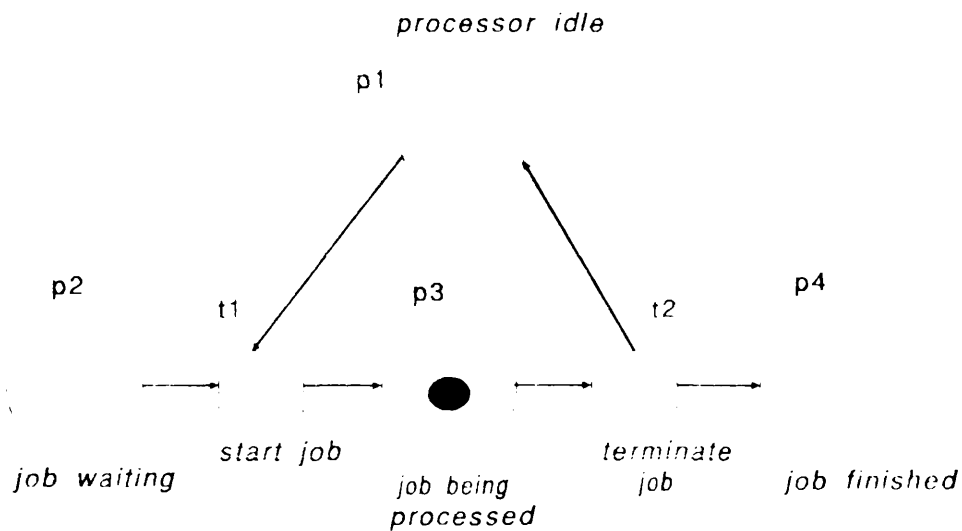 processor idle
p1
p2
t1
p3
t2
p4
start job
terminate
job
job waiting
job being
processed
job finished